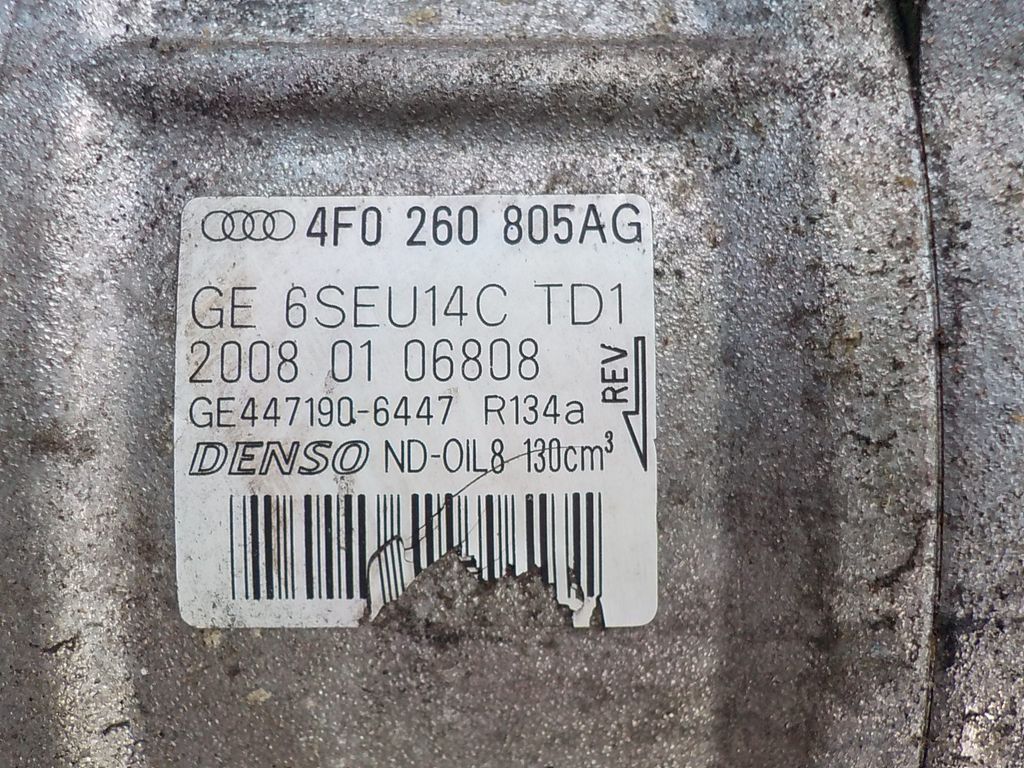 4F0 260 805AG
GE 6SEU14C TD1
2008 01 06808
GE447190-6447 R134a
DENSO ND-OIL8 130cm³
REV